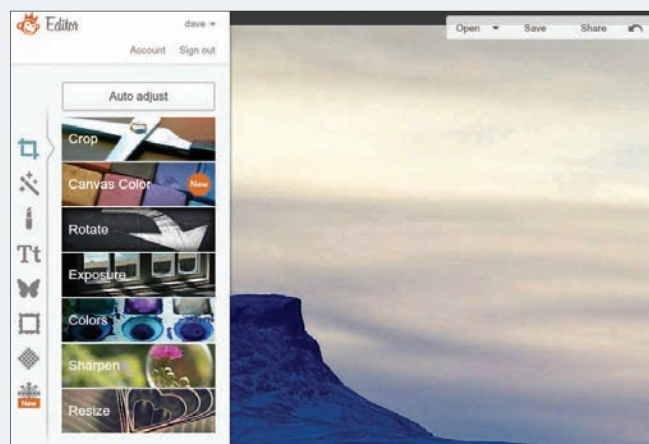 Editor
dave
Account Sign out
Open Save Share
Auto adjust
Crop
Canvas Color New
Rotate
Exposure
Tt
Colors
Sharpen
New
Resize